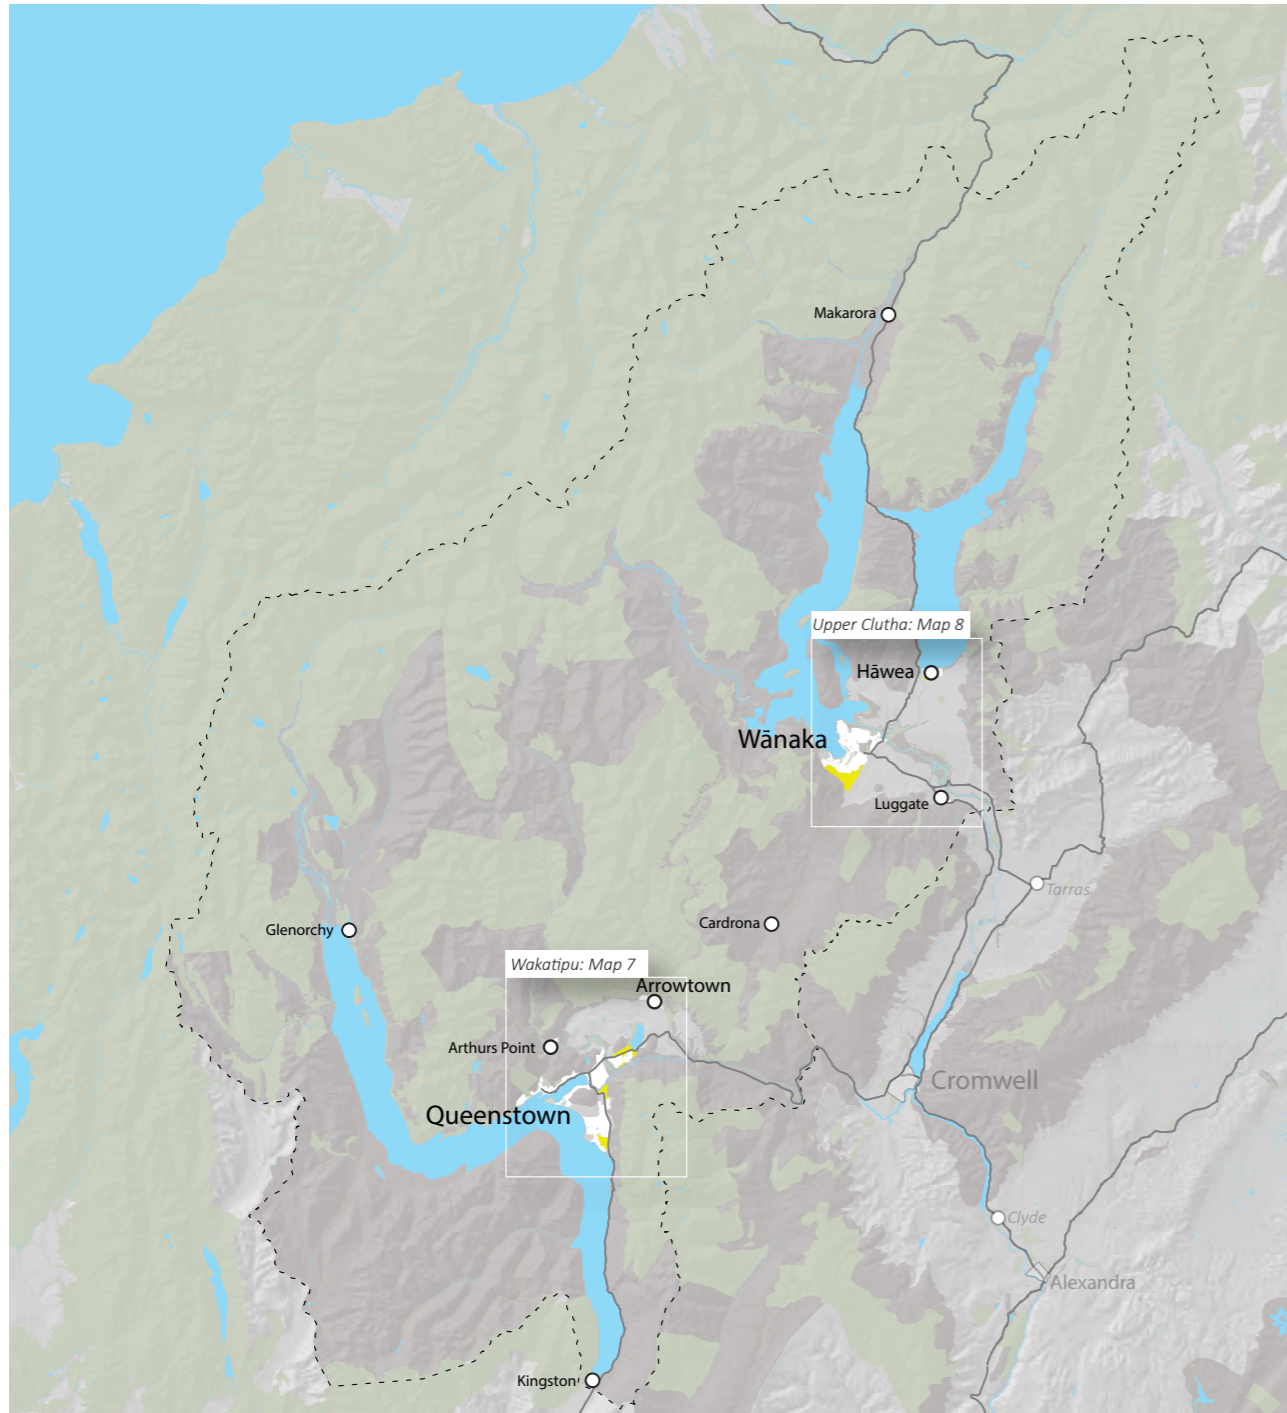 Makarora
Upper Clutha: Map 8
Hāwea
Wānaka
Luggate
Tarras
Cardrona
Glenorchy
Wakatipu: Map 7
Arrowtown
Arthurs Point
Cromwell
Queenstown
Clyde
Alexandra
Kingston